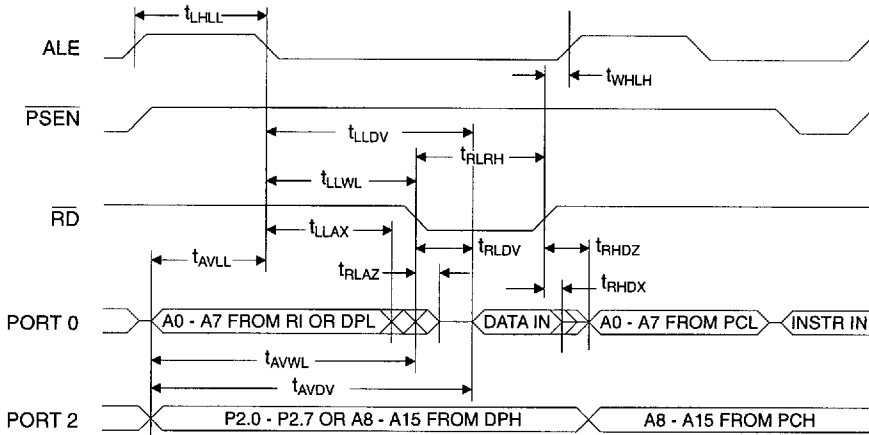 tLHLL
ALE
tWHLH
PSEN
tLLDV
tRLRH
tLLWL
RD
tLLAX
tRLDV
tRHDZ
tAVLL
tRLAZ
tRHDX
PORT 0
A0 - A7 FROM RI OR DPL
DATA IN
A0 - A7 FROM PCL
INSTR IN
tAVWL
tAVDV
PORT 2
P2.0 - P2.7 OR A8 - A15 FROM DPH
A8 - A15 FROM PCH